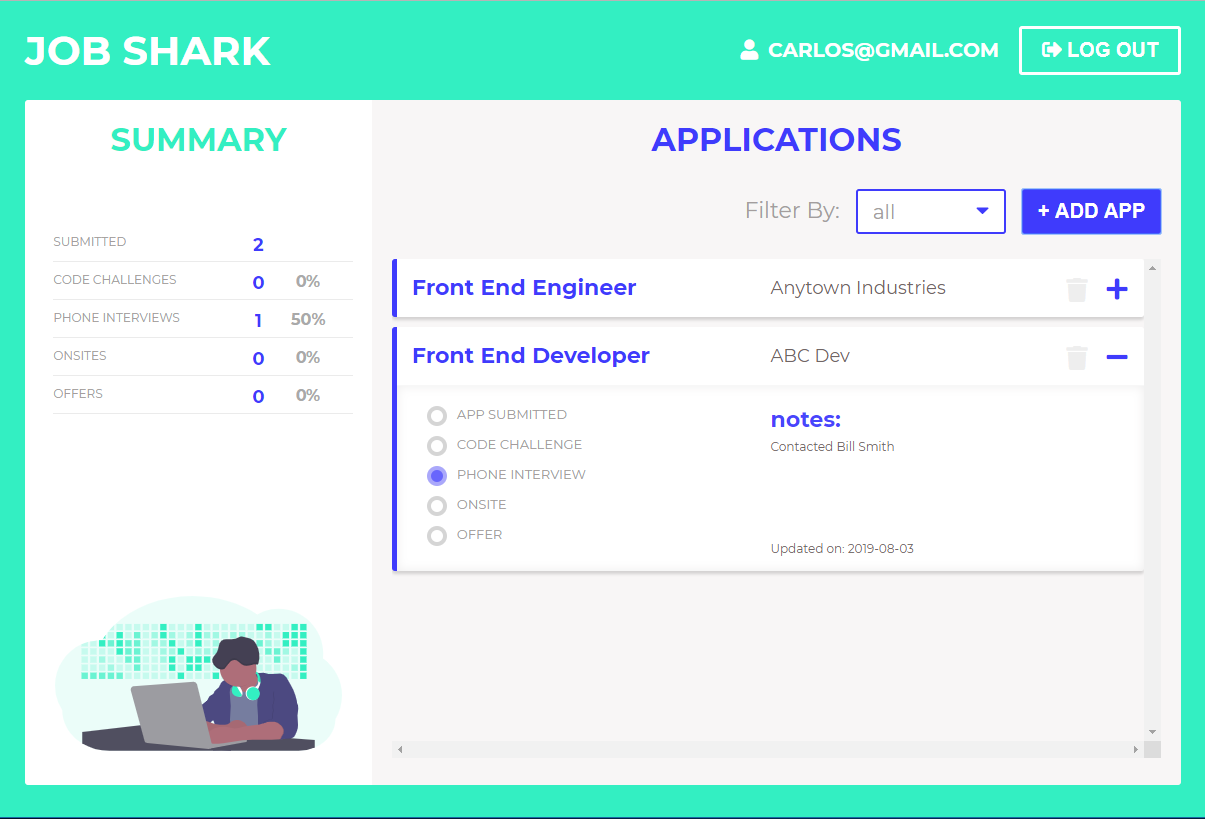 JOB SHARK
CARLOS@GMAIL.COM
LOG OUT
SUMMARY
SUBMITTED 2
CODE CHALLENGES 0 0%
PHONE INTERVIEWS 1 50%
ONSITES 0 0%
OFFERS 0 0%
APPLICATIONS
Filter By: all + ADD APP
Front End Engineer Anytown Industries
Front End Developer ABC Dev
APP SUBMITTED
CODE CHALLENGE
PHONE INTERVIEW
ONSITE
OFFER
notes:
Contacted Bill Smith
Updated on: 2019-08-03